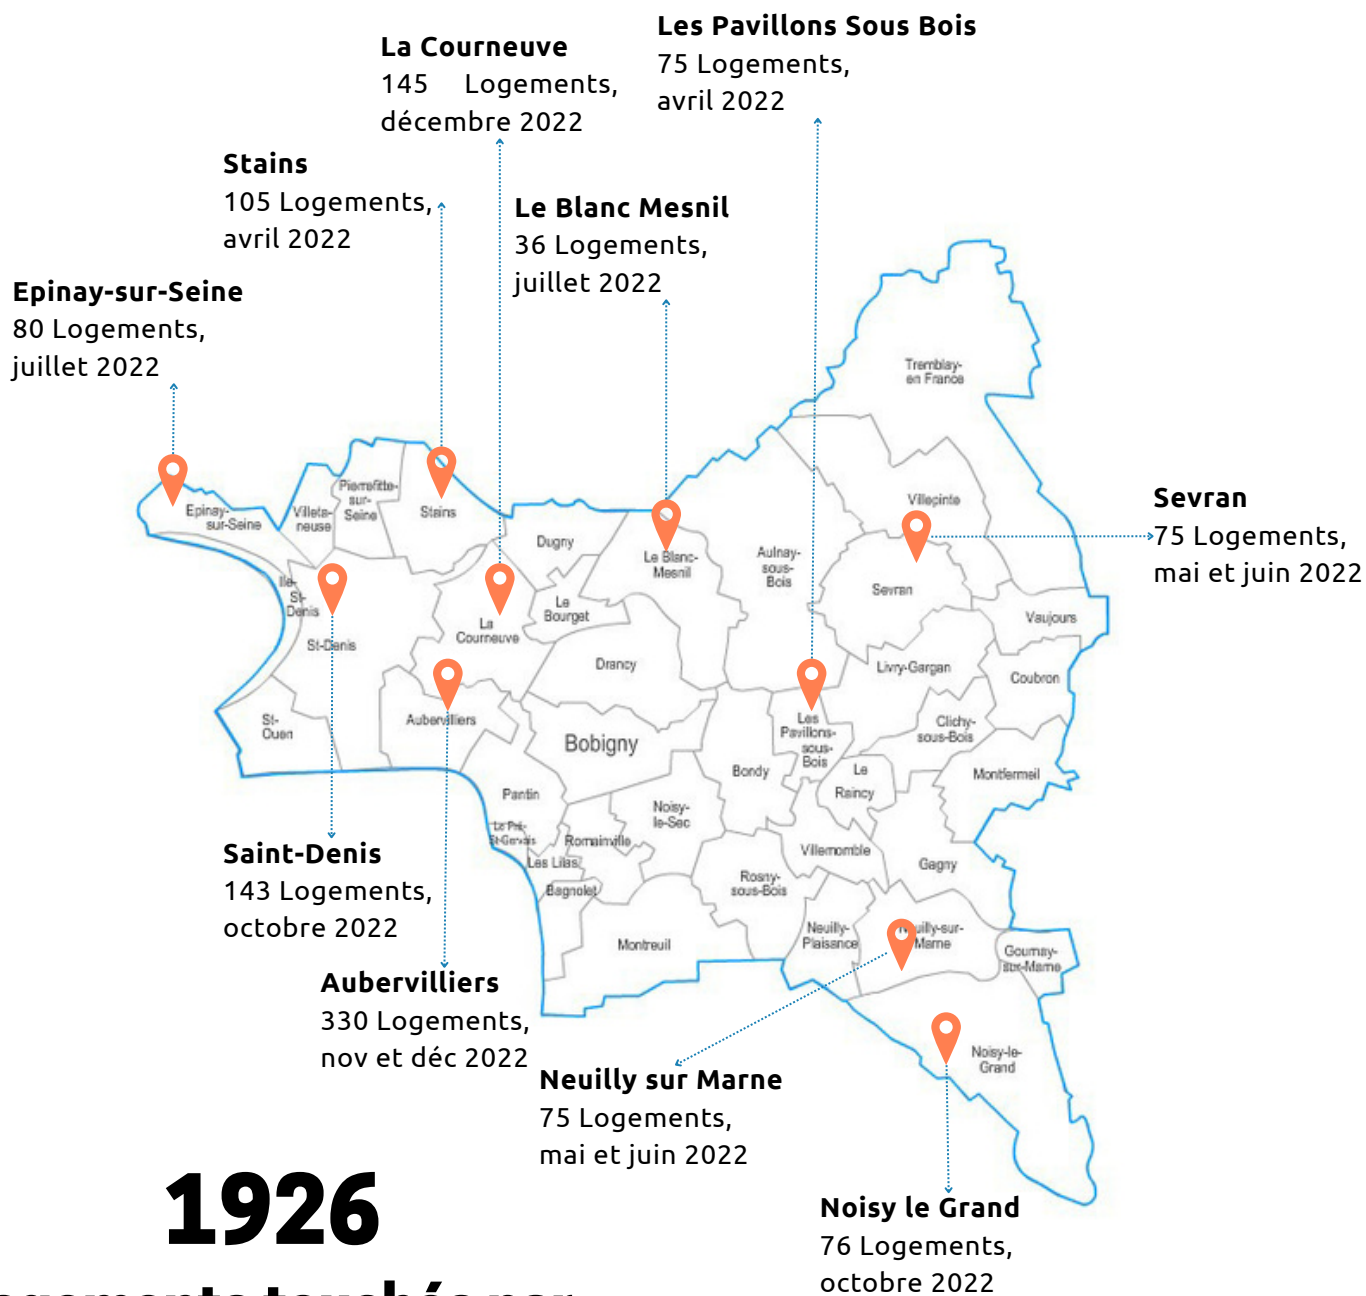 Les Pavillons Sous Bois
75 Logements,
avril 2022
La Courneuve
145 Logements,
décembre 2022
Stains
105 Logements,
avril 2022
Le Blanc Mesnil
36 Logements,
juillet 2022
Epinay-sur-Seine
80 Logements,
juillet 2022
Sevran
75 Logements,
mai et juin 2022
Tremblay-
en France
Villepinte
Epinay-
sur-Seine
Villeta-
neuse
Pierrefitte-
sur-
Seine
Stains
Dugny
Le Blanc-
Mesnil
Aulnay-
sous-
Bois
Sevran
Vaujours
Ile-
St-
Denis
St-Denis
La
Courneuve
Le
Bourget
Drancy
Livry-Gargan
Coubron
St-
Ouen
Aubervilliers
Bobigny
Bondy
Les
Pavillons-
sous-
Bois
Clichy-
sous-Bois
Le
Raincy
Montfermeil
Pantin
Noisy-
le-Sec
Le Pré-
St-Gervais
Romainville
Les Lilas
Bagnolet
Villemomble
Gagny
Rosny-
sous-Bois
Montreuil
Neuilly-
Plaisance
Neuilly-sur-
Marne
Gournay-
sur-Marne
Noisy-le-
Grand
Saint-Denis
143 Logements,
octobre 2022
Aubervilliers
330 Logements,
nov et déc 2022
Neuilly sur Marne
75 Logements,
mai et juin 2022
Noisy le Grand
76 Logements,
octobre 2022
1926